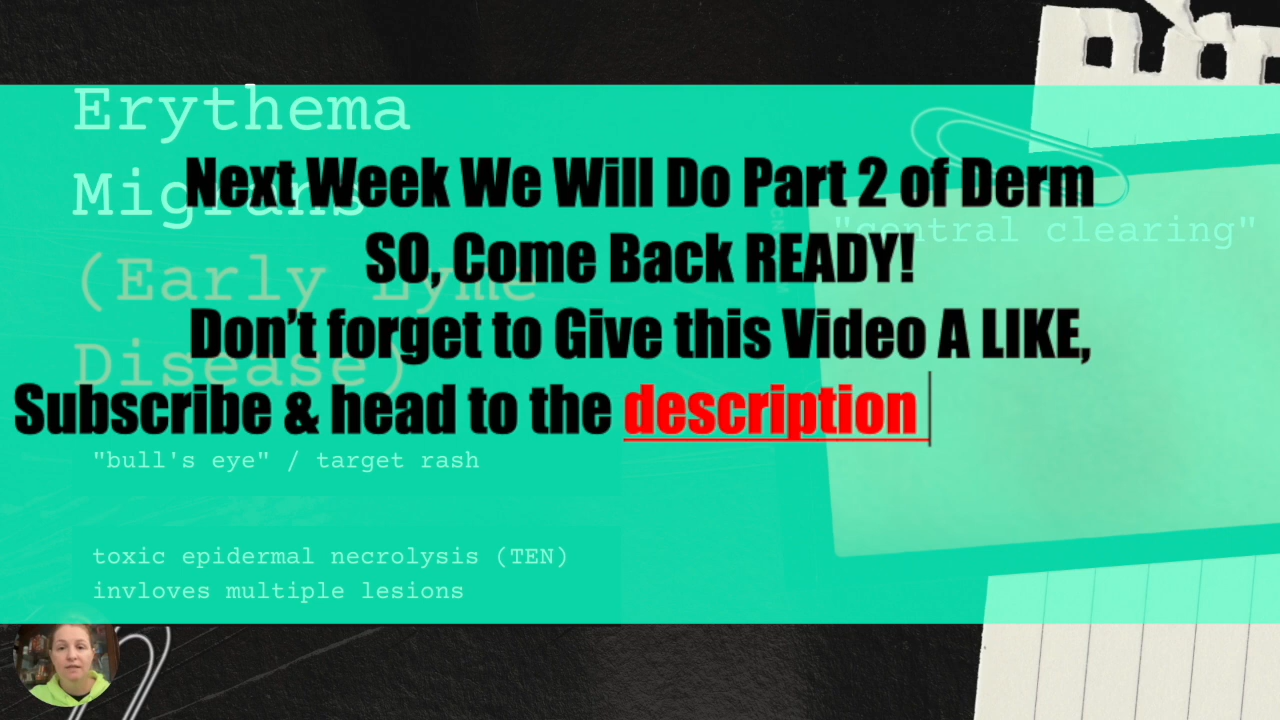 Erythema
Migrans
(Early Lyme
Disease)
"central clearing"
Next Week We Will Do Part 2 of Derm
SO, Come Back READY!
Don't forget to Give this Video A LIKE,
Subscribe & head to the description
"bull's eye" / target rash
toxic epidermal necrolysis (TEN)
invloves multiple lesions